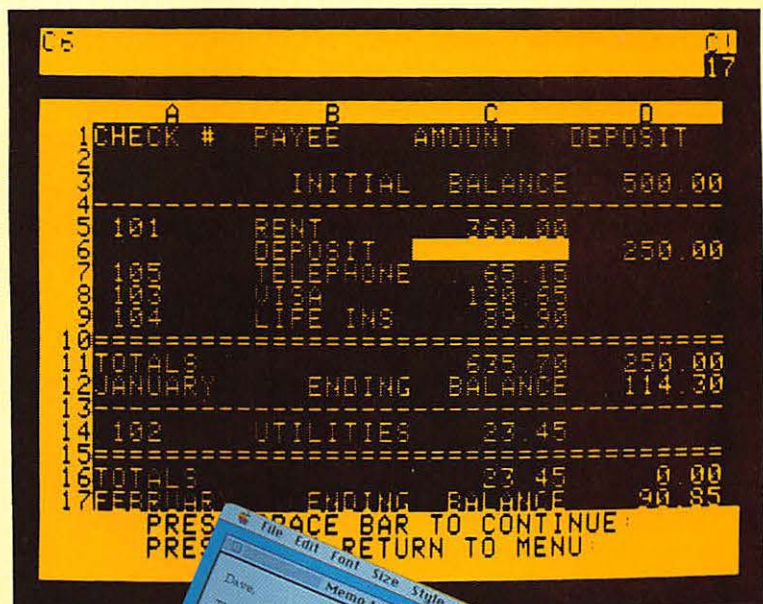 C6 C!
17
A B C D
1 CHECK # PAYEE AMOUNT DEPOSIT
2
3 INITIAL BALANCE 500.00
4 --------------------------------
5 101 RENT 360.00
6 DEPOSIT 250.00
7 105 TELEPHONE 65.15
8 103 VISA 120.65
9 104 LIFE INS 89.90
10 ================================
11 TOTALS 635.70 250.00
12 JANUARY ENDING BALANCE 114.30
13 --------------------------------
14 102 UTILITIES 23.45
15 ================================
16 TOTALS 23.45 0.00
17 FEBRUARY ENDING BALANCE 90.85
PRES PACE BAR TO CONTINUE:
PRES RETURN TO MENU:
File Edit Font Size Style
Memo
Dave,